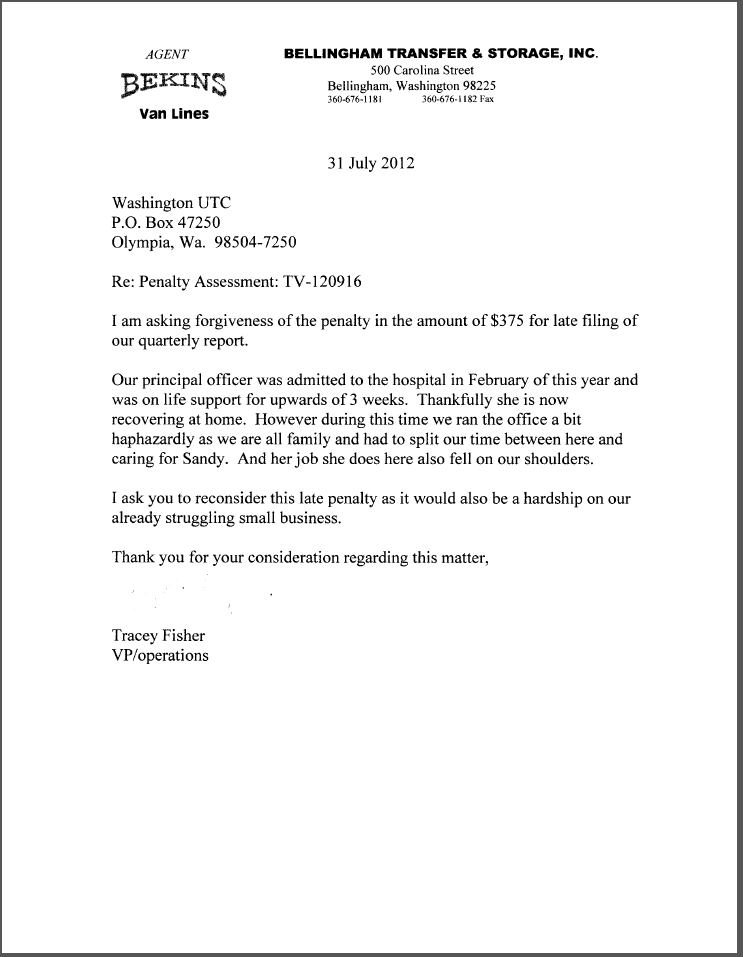 AGENT
BEKINS
Van Lines
BELLINGHAM TRANSFER & STORAGE, INC.
500 Carolina Street
Bellingham, Washington 98225
360-676-1181 360-676-1182 Fax
31 July 2012
Washington UTC
P.O. Box 47250
Olympia, Wa. 98504-7250
Re: Penalty Assessment: TV-120916
I am asking forgiveness of the penalty in the amount of $375 for late filing of
our quarterly report.
Our principal officer was admitted to the hospital in February of this year and
was on life support for upwards of 3 weeks. Thankfully she is now
recovering at home. However during this time we ran the office a bit
haphazardly as we are all family and had to split our time between here and
caring for Sandy. And her job she does here also fell on our shoulders.
I ask you to reconsider this late penalty as it would also be a hardship on our
already struggling small business.
Thank you for your consideration regarding this matter,
Tracey Fisher
VP/operations